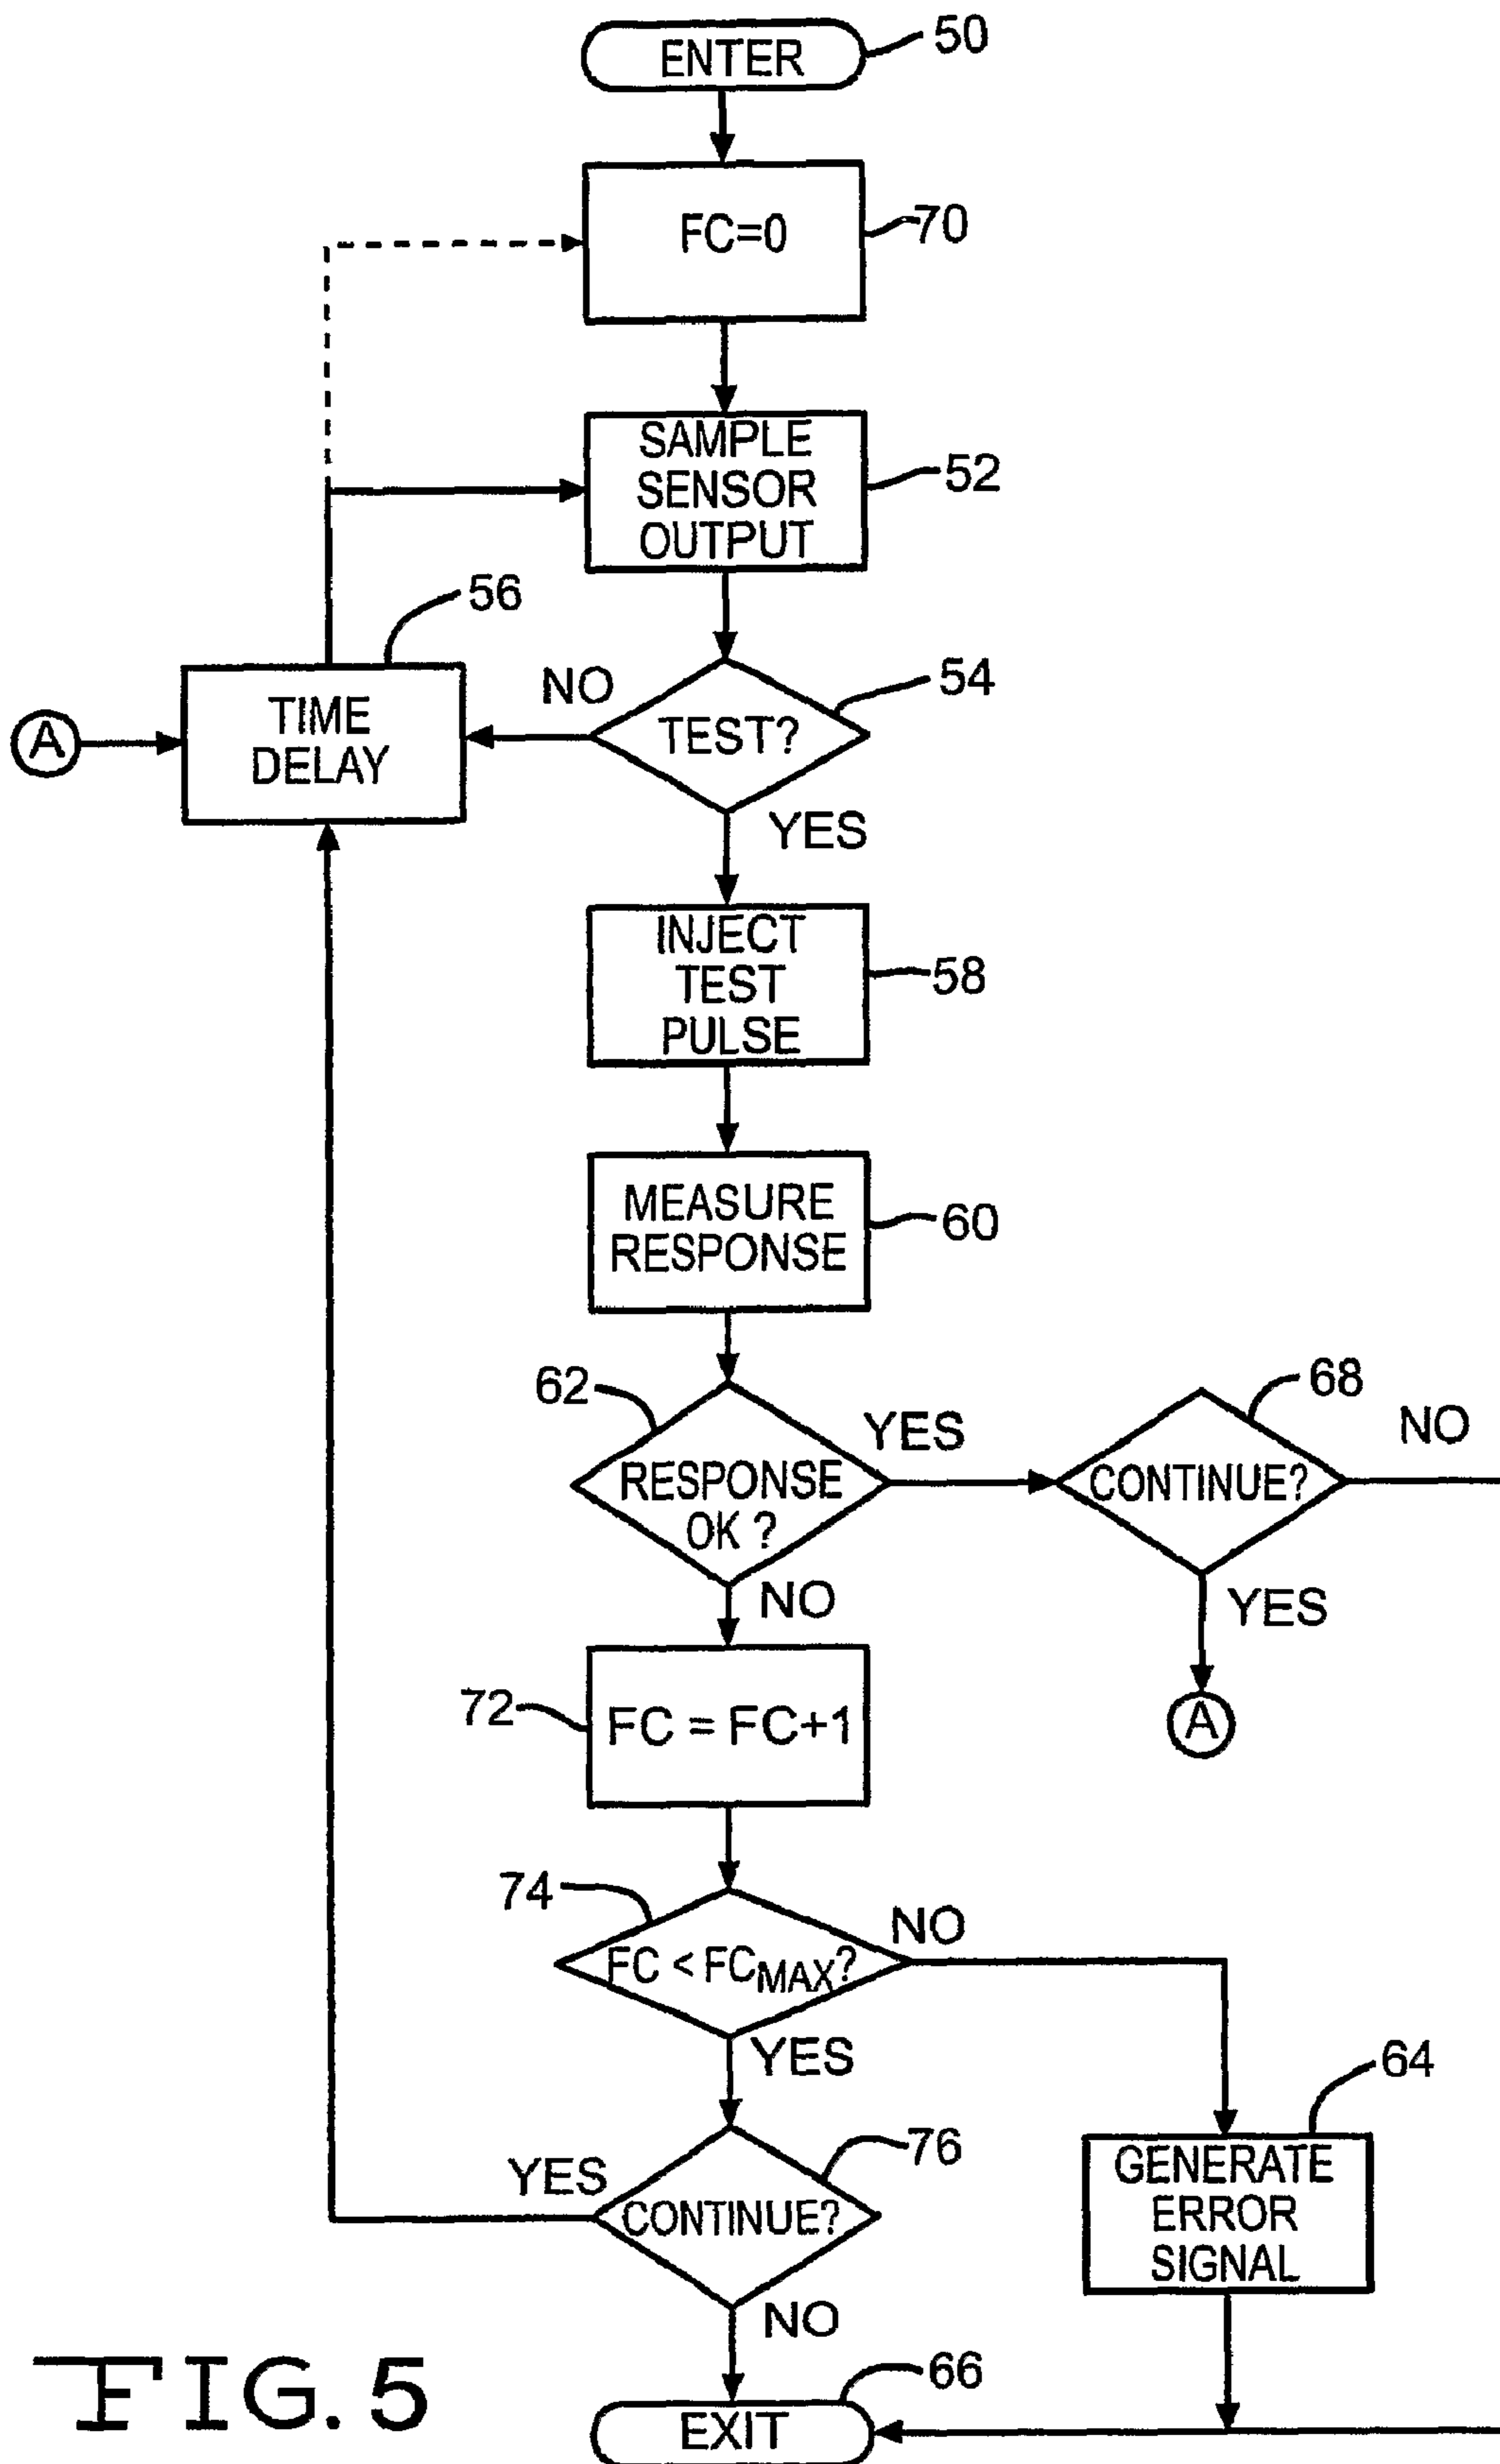 ENTER
50
FC=0
70
SAMPLE
SENSOR
OUTPUT
52
56
TIME
DELAY
A
NO
TEST?
54
YES
INJECT
TEST
PULSE
58
MEASURE
RESPONSE
60
62
RESPONSE
OK ?
YES
CONTINUE?
68
NO
YES
A
NO
72
FC = FC+1
74
FC < FCMAX?
NO
YES
64
GENERATE
ERROR
SIGNAL
YES
CONTINUE?
76
NO
66
EXIT
FIG. 5